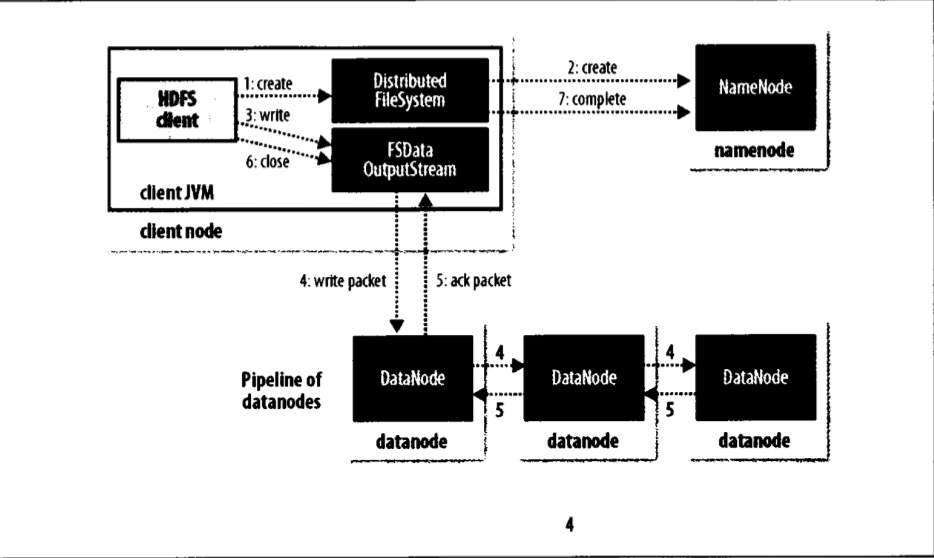 1: create
HDFS
client
3: write
6: close
Distributed
FileSystem
FSData
OutputStream
client JVM
client node
2: create
7: complete
NameNode
namenode
4: write packet
5: ack packet
Pipeline of
datanodes
DataNode
datanode
4
5
DataNode
datanode
4
5
DataNode
datanode
4